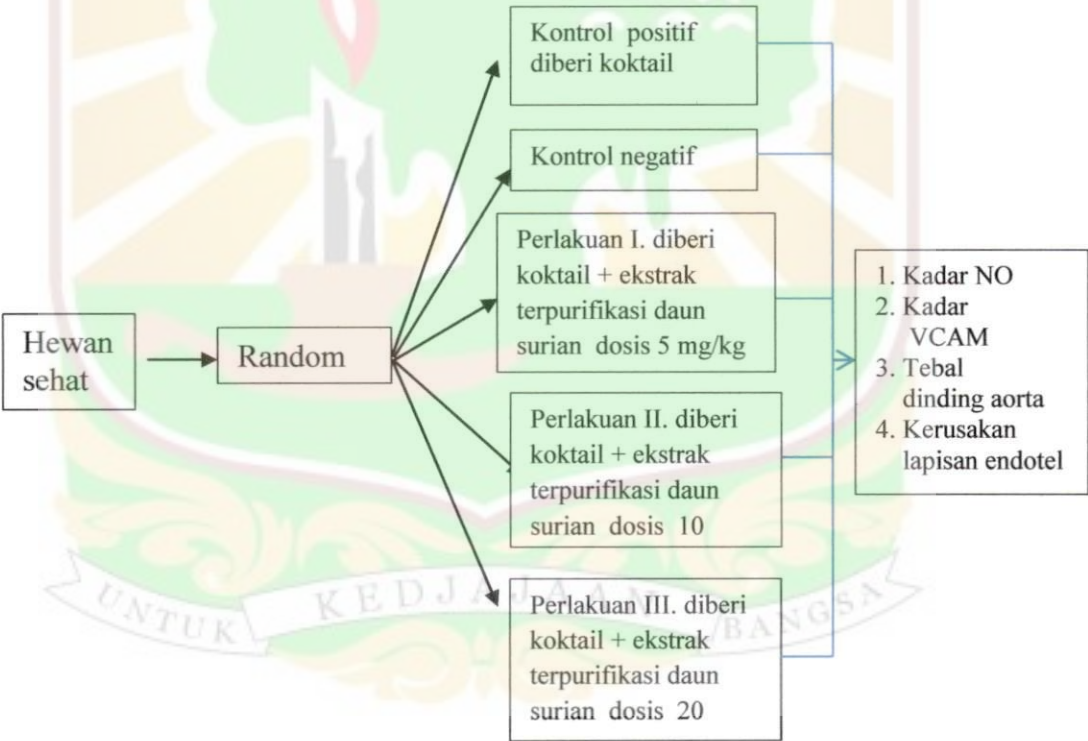 Hewan
sehat
Random
Kontrol positif
diberi koktail
Kontrol negatif
Perlakuan I. diberi
koktail + ekstrak
terpurifikasi daun
surian dosis 5 mg/kg
Perlakuan II. diberi
koktail + ekstrak
terpurifikasi daun
surian dosis 10
Perlakuan III. diberi
koktail + ekstrak
terpurifikasi daun
surian dosis 20
1. Kadar NO
2. Kadar
VCAM
3. Tebal
dinding aorta
4. Kerusakan
lapisan endotel
UNTUK KEDJAJAAN BANGSA